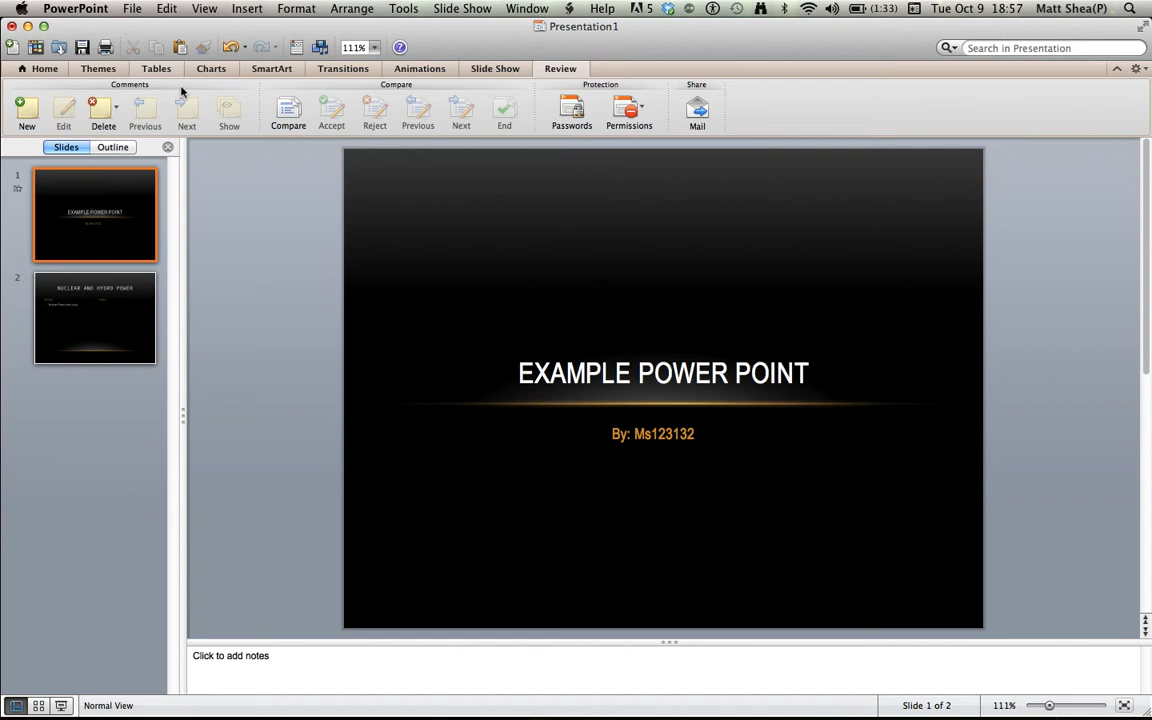 PowerPoint File Edit View Insert Format Arrange Tools Slide Show Window Help 5 (1:33) Tue Oct 9 18:57 Matt Shea(P)
Presentation1
111% Search in Presentation
Home Themes Tables Charts SmartArt Transitions Animations Slide Show Review
Comments Compare Protection Share
New Edit Delete Previous Next Show Compare Accept Reject Previous Next End Passwords Permissions Mail
Slides Outline
1
EXAMPLE POWER POINT
2
NUCLEAR AND HYDRO POWER
EXAMPLE POWER POINT
By: Ms123132
Click to add notes
Normal View Slide 1 of 2 111%